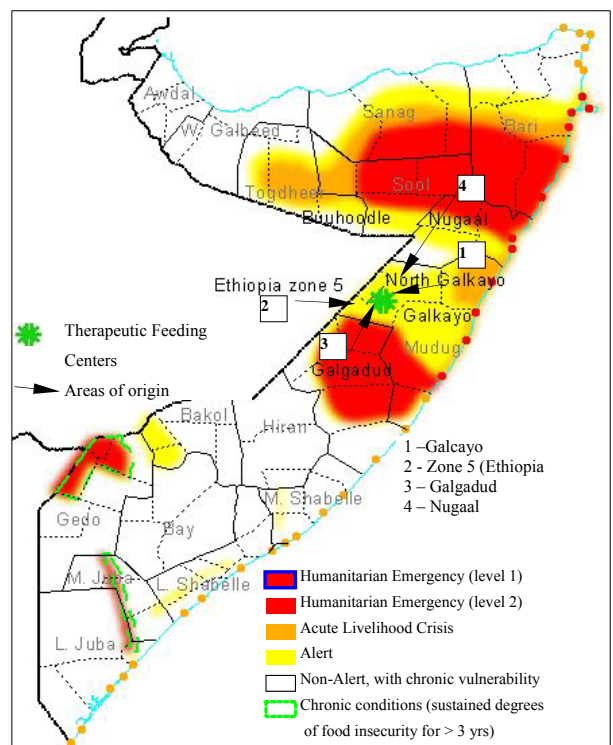 Awdal
W. Galbeed
Sanag
Bari
Togdheer
Sool
4
Buuhoodle
Nugaal
1
Ethiopia zone 5
North Galkayo
2
Galkayo
Therapeutic Feeding
Centers
3
Mudug
Areas of origin
Galgadud
Bakol
Hiran
1 –Galcayo
2 - Zone 5 (Ethiopia
3 – Galgadud
4 – Nugaal
Gedo
Bay
M. Shabelle
M. Juba
L. Shabelle
L. Juba
Humanitarian Emergency (level 1)
Humanitarian Emergency (level 2)
Acute Livelihood Crisis
Alert
Non-Alert, with chronic vulnerability
Chronic conditions (sustained degrees
of food insecurity for > 3 yrs)